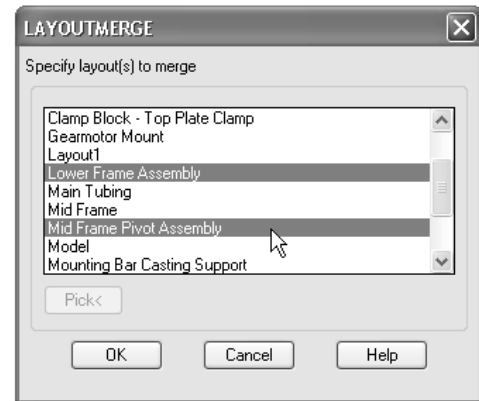 LAYOUTMERGE
Specify layout(s) to merge
Clamp Block - Top Plate Clamp
Gearmotor Mount
Layout1
Lower Frame Assembly
Main Tubing
Mid Frame
Mid Frame Pivot Assembly
Model
Mounting Bar Casting Support
Pick<
OK Cancel Help